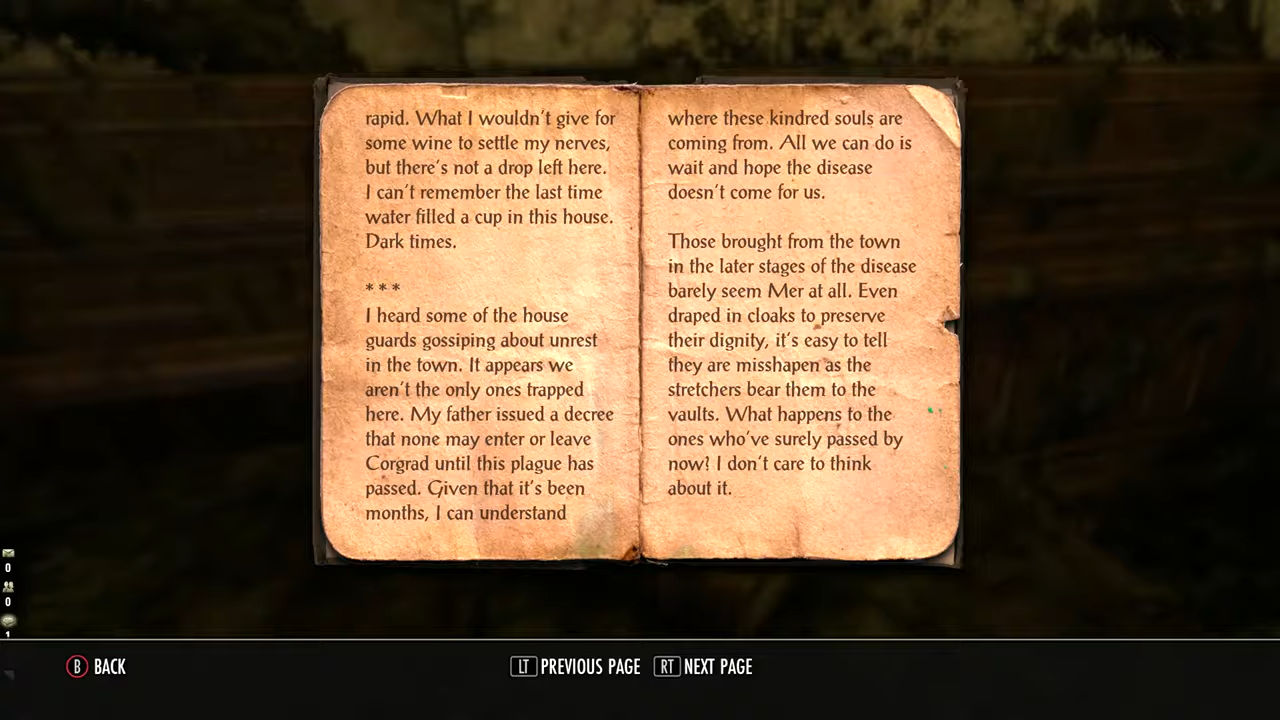 rapid. What I wouldn't give for
some wine to settle my nerves,
but there's not a drop left here.
I can't remember the last time
water filled a cup in this house.
Dark times.
* * *
I heard some of the house
guards gossiping about unrest
in the town. It appears we
aren't the only ones trapped
here. My father issued a decree
that none may enter or leave
Corgrad until this plague has
passed. Given that it's been
months, I can understand
where these kindred souls are
coming from. All we can do is
wait and hope the disease
doesn't come for us.
Those brought from the town
in the later stages of the disease
barely seem Mer at all. Even
draped in cloaks to preserve
their dignity, it's easy to tell
they are misshapen as the
stretchers bear them to the
vaults. What happens to the
ones who've surely passed by
now? I don't care to think
about it.
0
0
1
B BACK
LT PREVIOUS PAGE RT NEXT PAGE